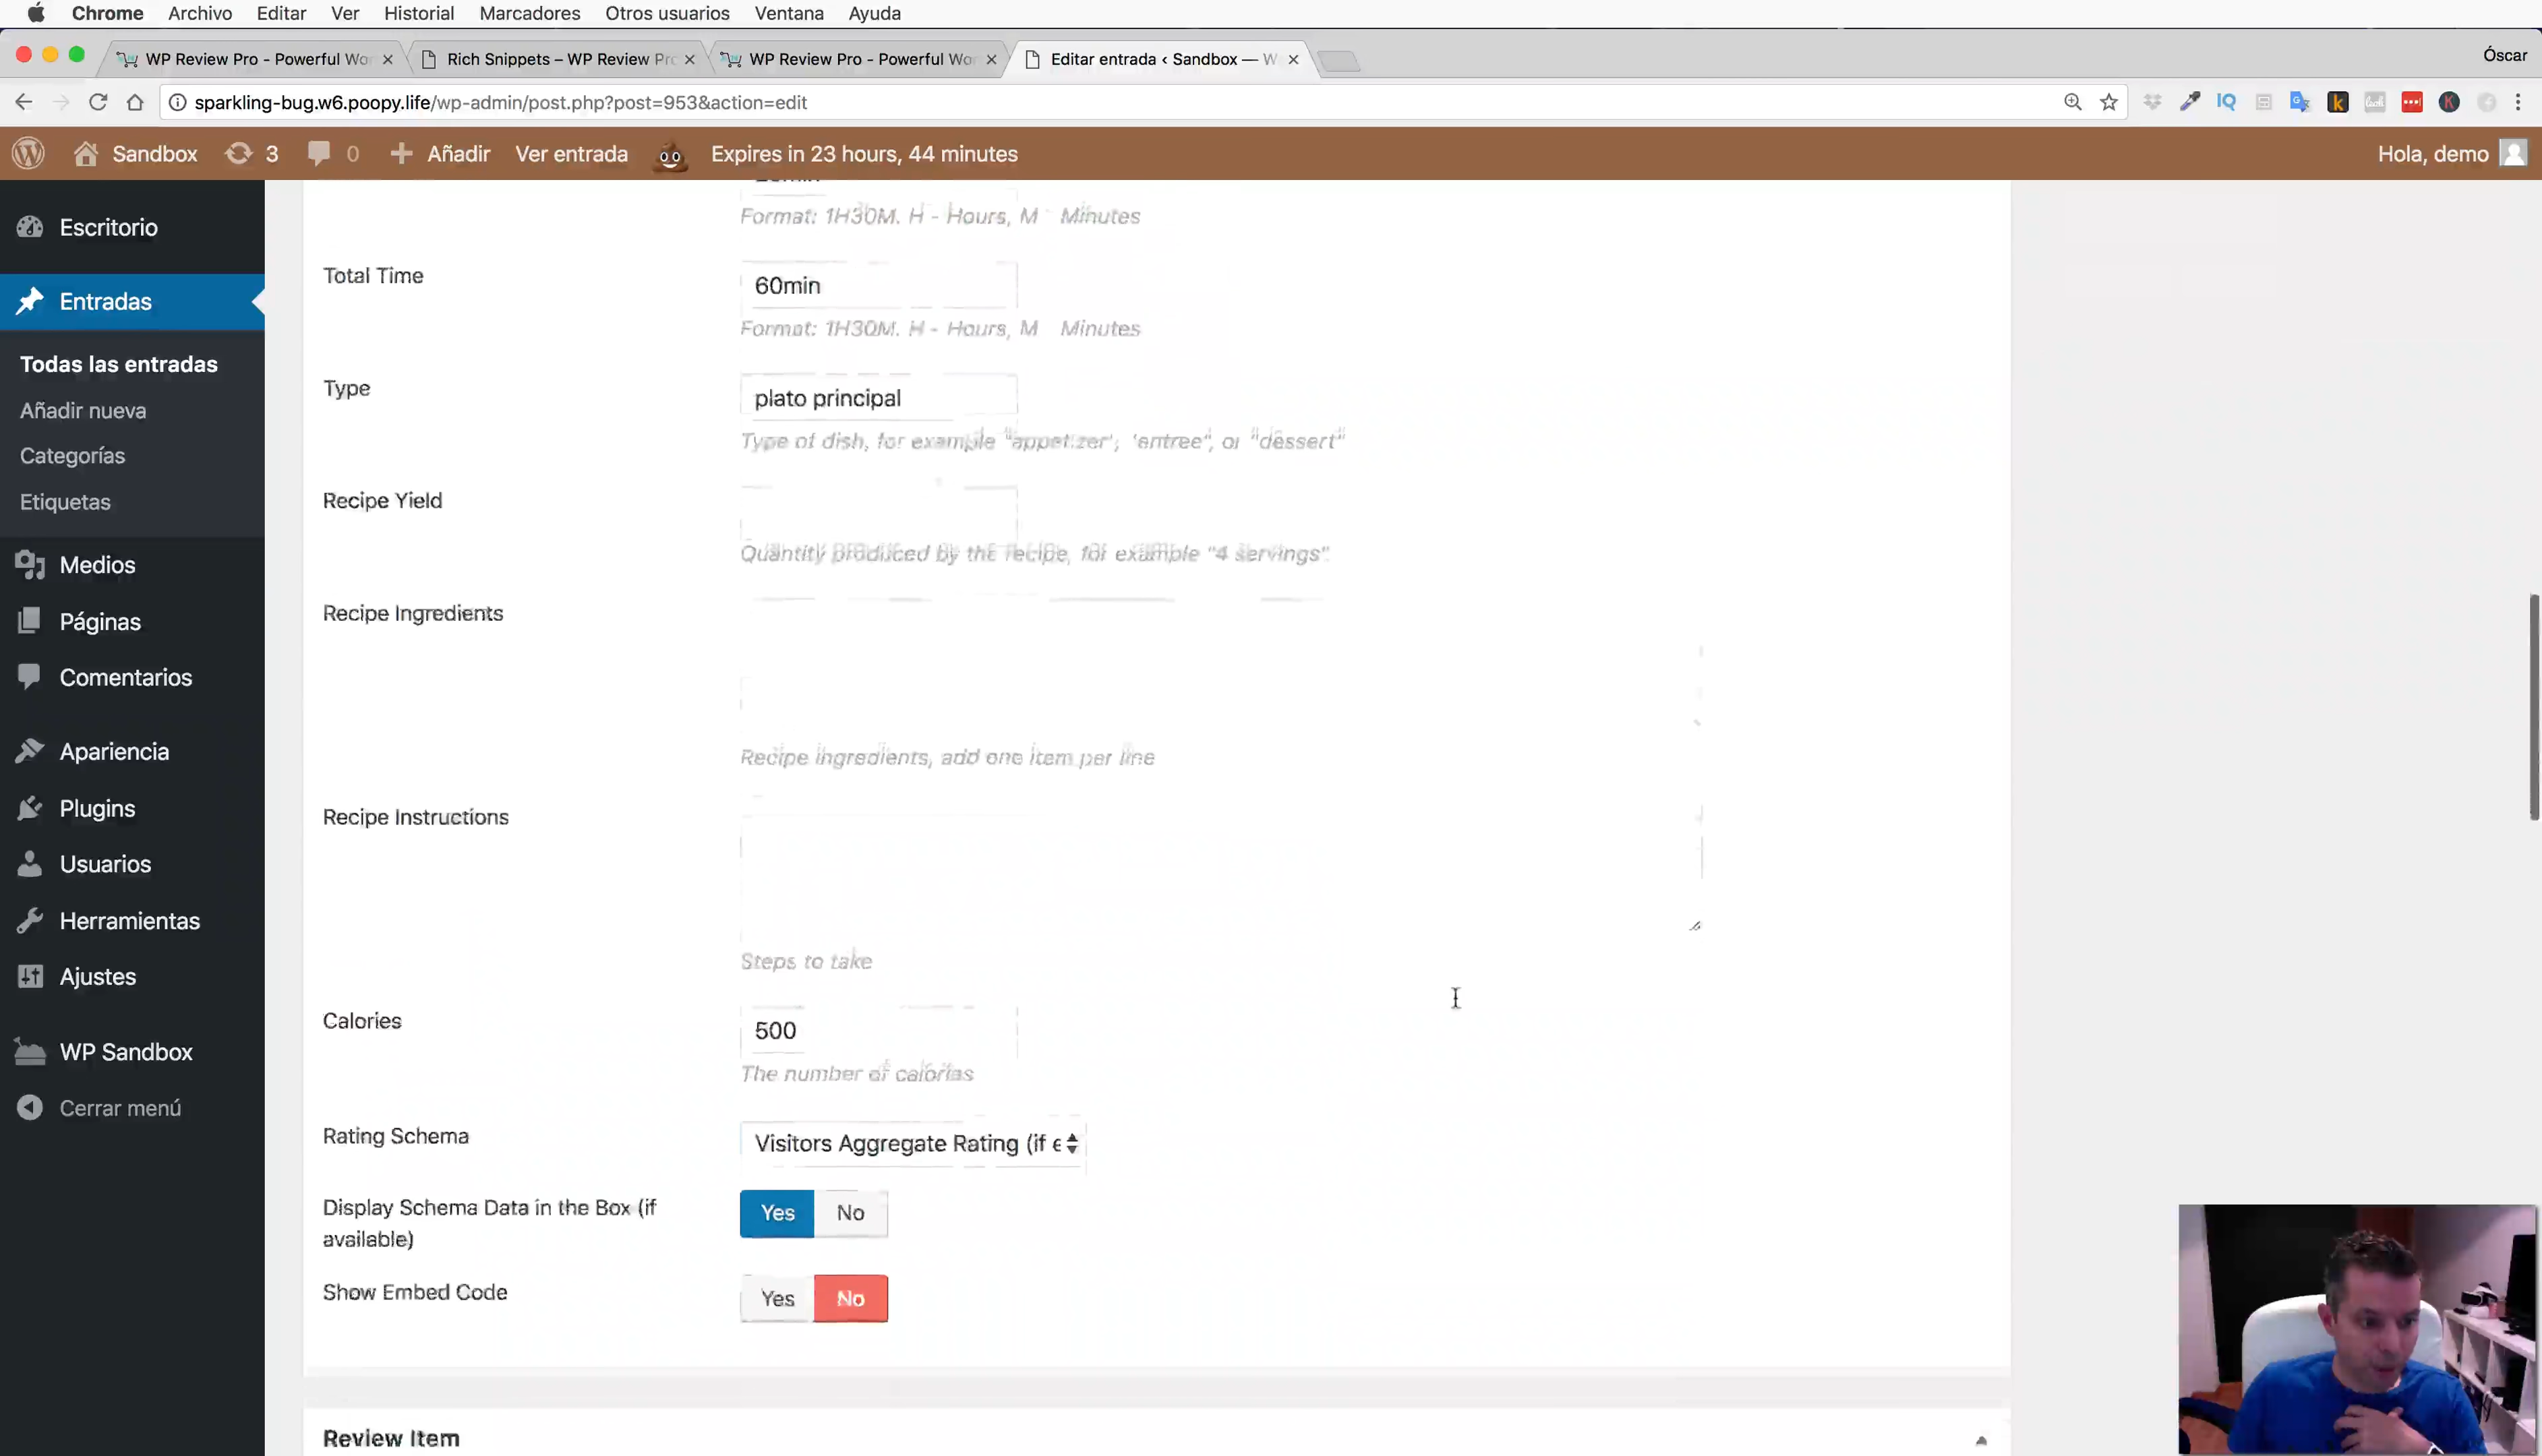 Chrome Archivo Editar Ver Historial Marcadores Otros usuarios Ventana Ayuda
WP Review Pro - Powerful Wo
Rich Snippets – WP Review Pr
WP Review Pro - Powerful Wo
Editar entrada ‹ Sandbox — W
Óscar
sparkling-bug.w6.poopy.life/wp-admin/post.php?post=953&action=edit
Sandbox 3 0 Añadir Ver entrada Expires in 23 hours, 44 minutes Hola, demo
Escritorio
Entradas
Todas las entradas
Añadir nueva
Categorías
Etiquetas
Medios
Páginas
Comentarios
Apariencia
Plugins
Usuarios
Herramientas
Ajustes
WP Sandbox
Cerrar menú
Format: 1H30M. H - Hours, M Minutes
Total Time
60min
Format: 1H30M. H - Hours, M Minutes
Type
plato principal
Type of dish, for example "appetizer", "entree", or "dessert"
Recipe Yield
Quantity produced by the recipe, for example "4 servings"
Recipe Ingredients
Recipe ingredients, add one item per line
Recipe Instructions
Steps to take
Calories
500
The number of calories
Rating Schema
Visitors Aggregate Rating (if e
Display Schema Data in the Box (if
available)
Yes No
Show Embed Code
Yes No
Review Item